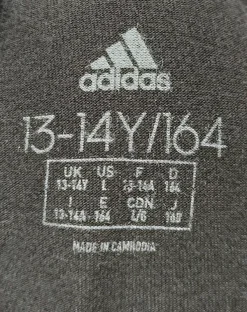 adidas
13-14Y/164
UK US F D
13-14Y L 13-14A 164
I E CDN J
13-14A 164 L/G 160
MADE IN CAMBODIA